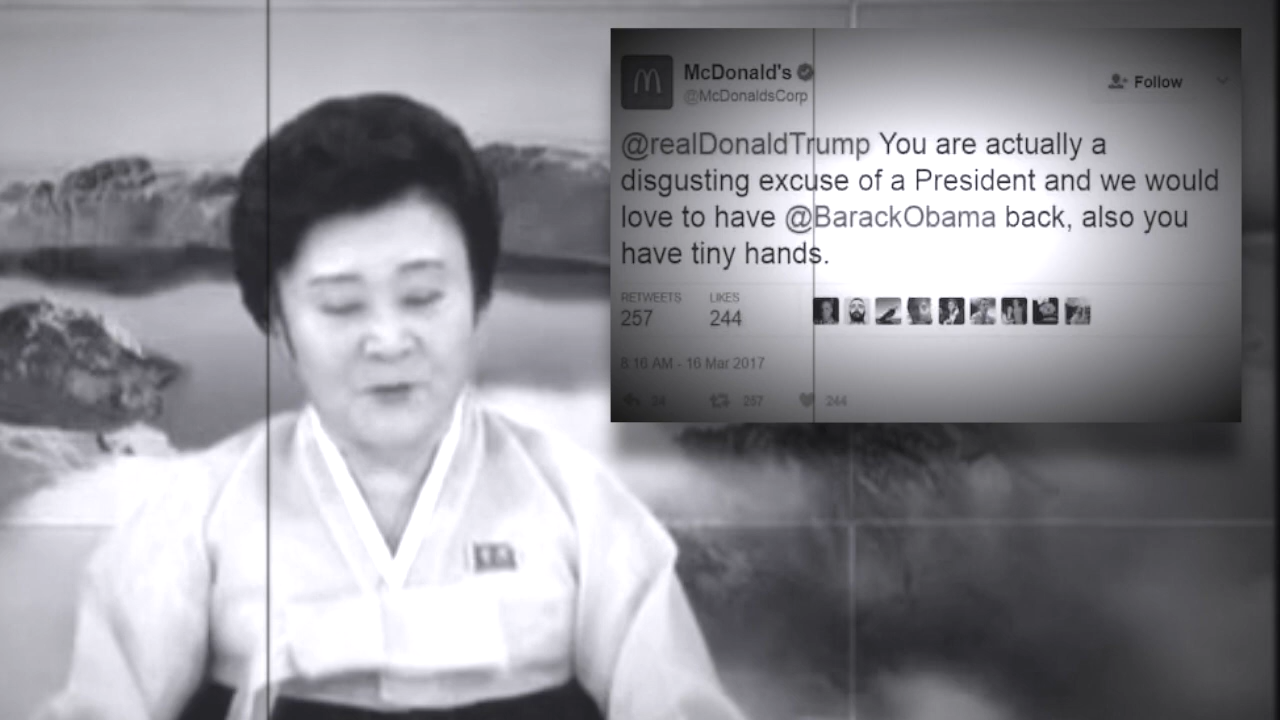 McDonald's
@McDonaldsCorp
Follow
@realDonaldTrump You are actually a
disgusting excuse of a President and we would
love to have @BarackObama back, also you
have tiny hands.
RETWEETS LIKES
257 244
8:16 AM - 16 Mar 2017
34 257 244